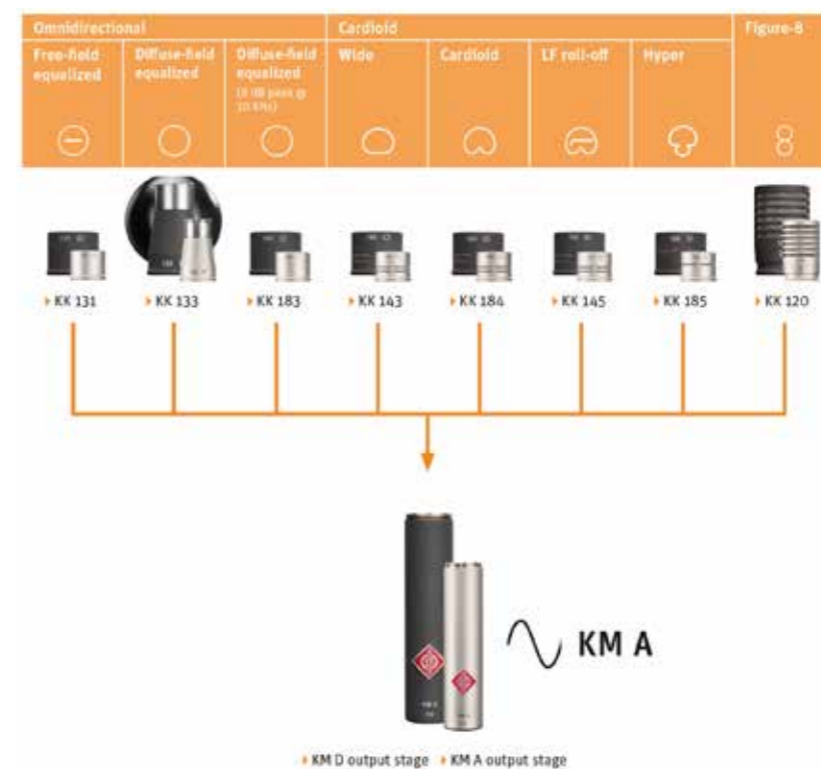 Omnidirectional
Cardioid
Figure-8
Free-field
equalized
Diffuse-field
equalized
Diffuse-field
equalized
Wide
Cardioid
LF roll-off
Hyper
KK 131
KK 133
KK 183
KK 143
KK 184
KK 145
KK 185
KK 120
KM A
KM D output stage KM A output stage